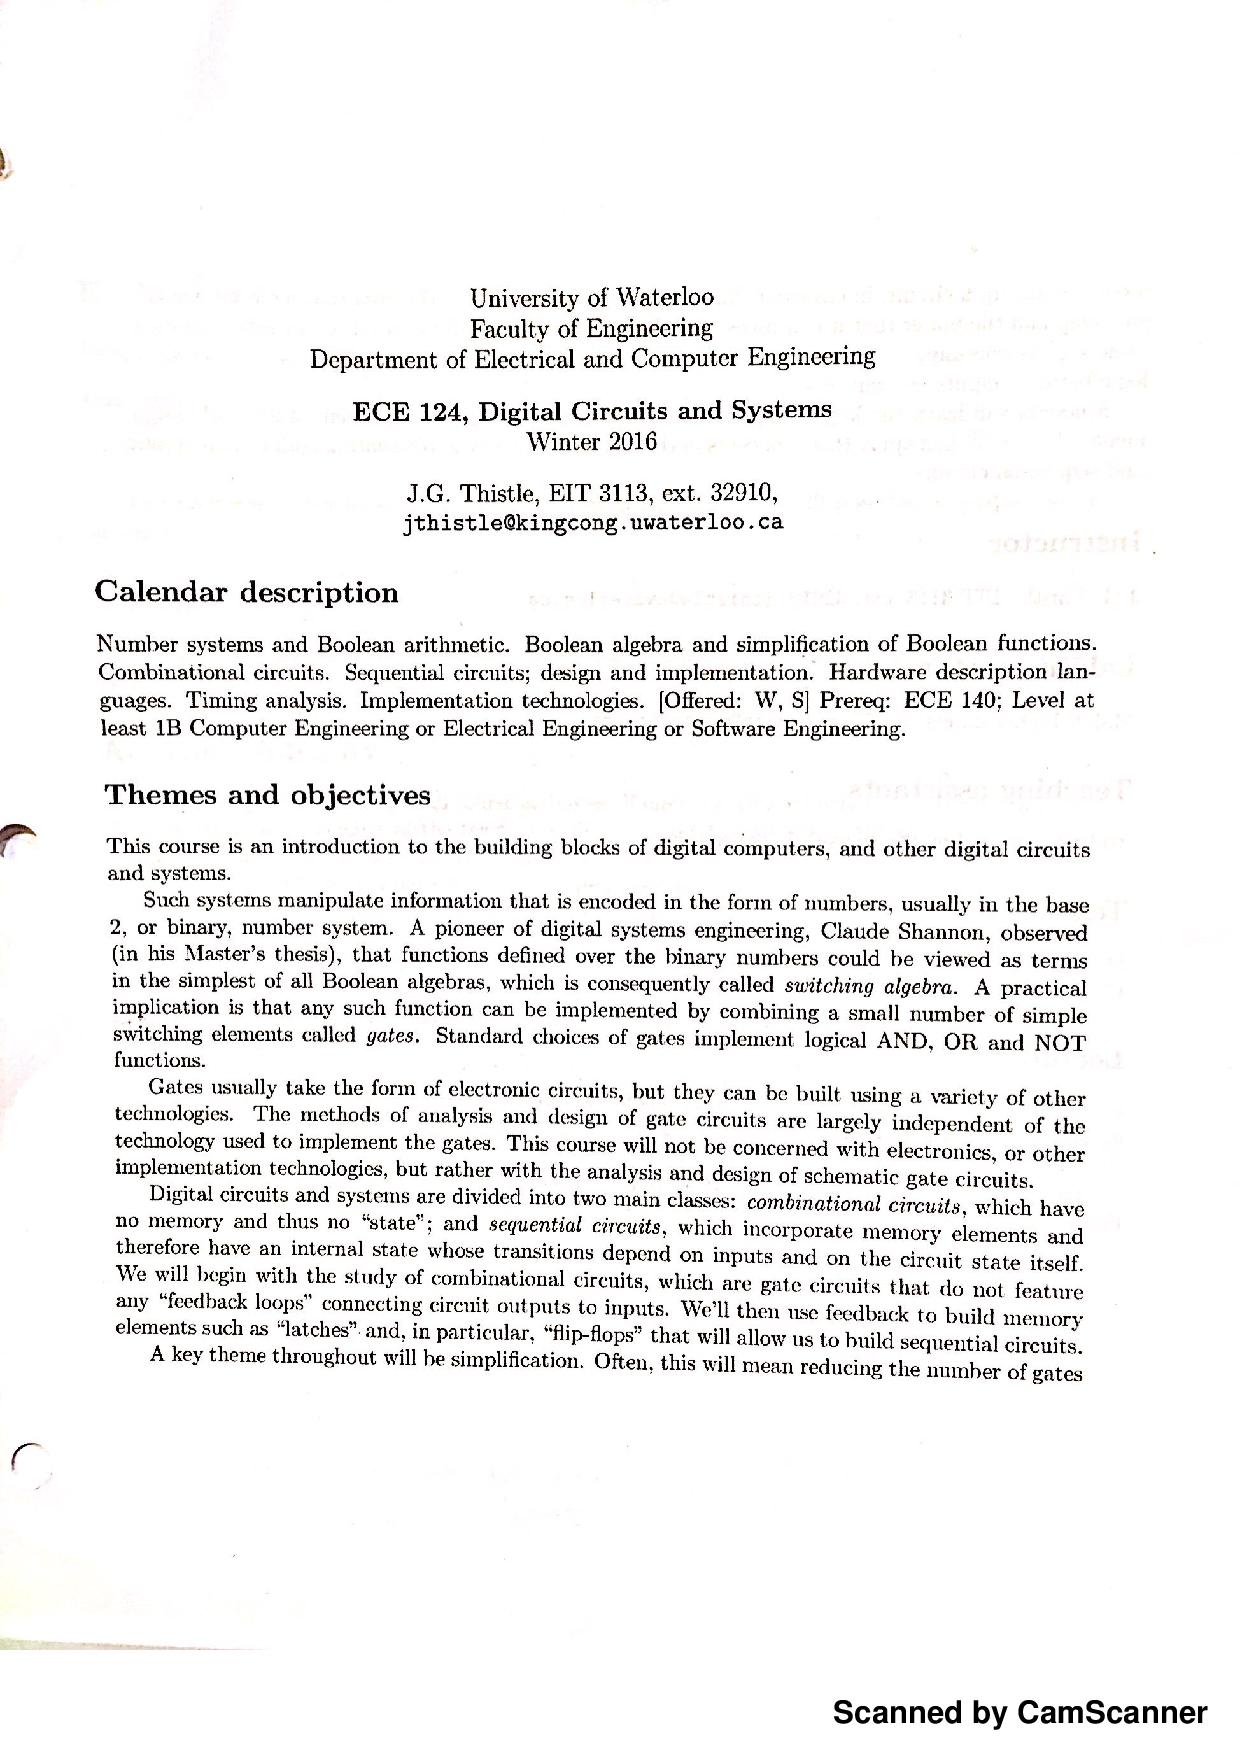 University of Waterloo
Faculty of Engineering
Department of Electrical and Computer Engineering
ECE 124, Digital Circuits and Systems
Winter 2016
J.G. Thistle, EIT 3113, ext. 32910,
jthistle@kingcong.uwaterloo.ca
Calendar description
Number systems and Boolean arithmetic. Boolean algebra and simplification of Boolean functions.
Combinational circuits. Sequential circuits; design and implementation. Hardware description lan-
guages. Timing analysis. Implementation technologies. [Offered: W, S] Prereq: ECE 140; Level at
least 1B Computer Engineering or Electrical Engineering or Software Engineering.
Themes and objectives
This course is an introduction to the building blocks of digital computers, and other digital circuits
and systems.
Such systems manipulate information that is encoded in the form of numbers, usually in the base
2, or binary, number system. A pioneer of digital systems engineering, Claude Shannon, observed
(in his Master's thesis), that functions defined over the binary numbers could be viewed as terms
in the simplest of all Boolean algebras, which is consequently called switching algebra. A practical
implication is that any such function can be implemented by combining a small number of simple
switching elements called gates. Standard choices of gates implement logical AND, OR and NOT
functions.
Gates usually take the form of electronic circuits, but they can be built using a variety of other
technologies. The methods of analysis and design of gate circuits are largely independent of the
technology used to implement the gates. This course will not be concerned with electronics, or other
implementation technologies, but rather with the analysis and design of schematic gate circuits.
Digital circuits and systems are divided into two main classes: combinational circuits, which have
no memory and thus no "state"; and sequential circuits, which incorporate memory elements and
therefore have an internal state whose transitions depend on inputs and on the circuit state itself.
We will begin with the study of combinational circuits, which are gate circuits that do not feature
any "feedback loops" connecting circuit outputs to inputs. We'll then use feedback to build memory
elements such as "latches" and, in particular, "flip-flops" that will allow us to build sequential circuits.
A key theme throughout will be simplification. Often, this will mean reducing the number of gates
Scanned by CamScanner